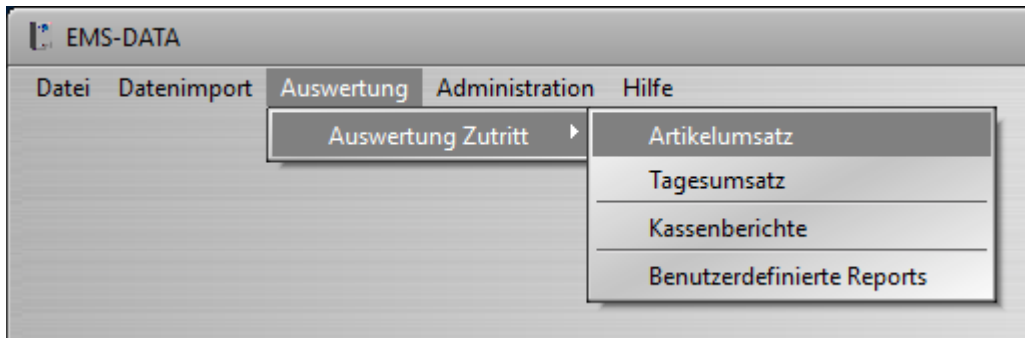 EMS-DATA
Datei Datenimport Auswertung Administration Hilfe
Auswertung Zutritt
Artikelumsatz
Tagesumsatz
Kassenberichte
Benutzerdefinierte Reports